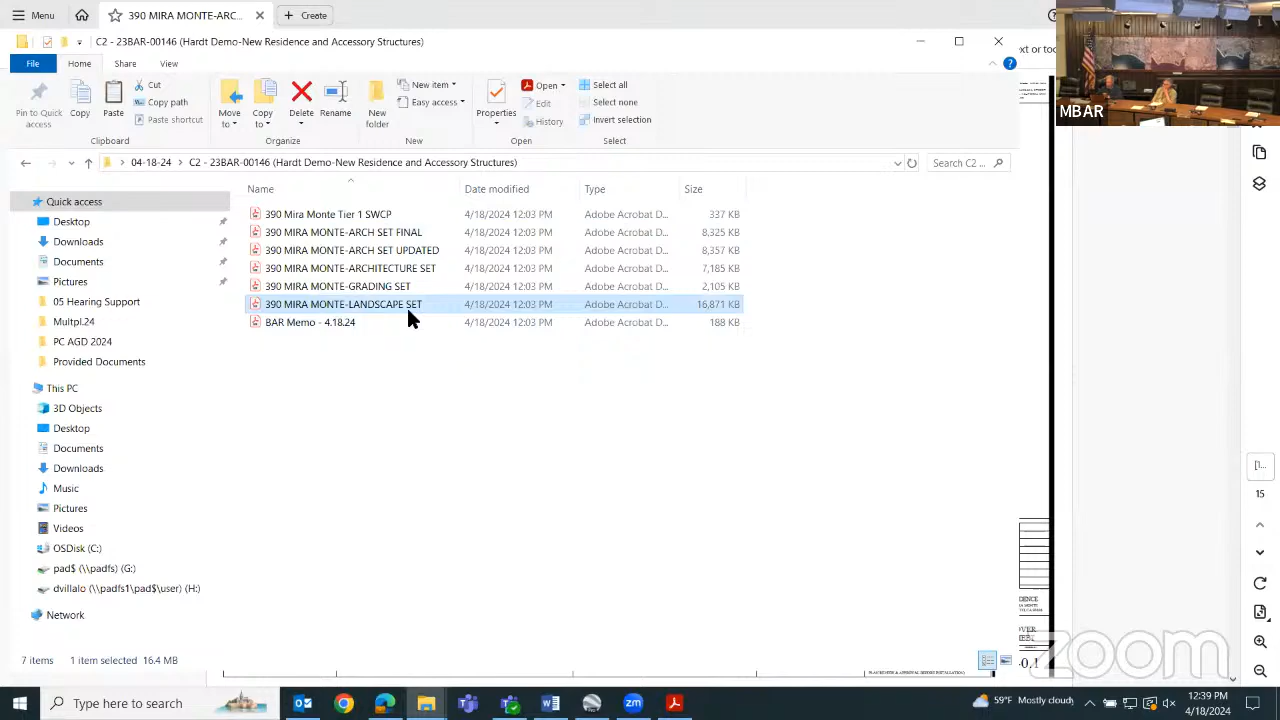 Menu
390 MIRA MONTE-ARC...
Create
C2 - 23BAR-00146 (Hardt Demo-New Residence and Accessory Structures)
ext or too
File
Home
Share
View
Pin to Quick access
Copy
Paste
Cut
Copy path
Paste shortcut
Clipboard
Move to
Copy to
Delete
Rename
folder
Organize
New item
Easy access
New
Properties
Open
Edit
History
Open
Select all
Select none
Invert selection
Select
MBAR
04-18-24 > C2 - 23BAR-00146 (Hardt Demo-New Residence and Accessory Structures)
Search C2 ...
Name Date modified Type Size
390 Mira Monte Tier 1 SWCP 4/18/2024 12:03 PM Adobe Acrobat D... 337 KB
390 MIRA MONTE-ARCH SET FINAL 4/18/2024 12:03 PM Adobe Acrobat D... 8,325 KB
390 MIRA MONTE-ARCH SET UPDATED 4/18/2024 12:03 PM Adobe Acrobat D... 8,357 KB
390 MIRA MONTE-ARCHITECTURE SET 4/18/2024 12:03 PM Adobe Acrobat D... 7,185 KB
390 MIRA MONTE-GRADING SET 4/18/2024 12:03 PM Adobe Acrobat D... 2,105 KB
390 MIRA MONTE-LANDSCAPE SET 4/18/2024 12:03 PM Adobe Acrobat D... 16,871 KB
BAR Memo - 4.18.24 4/18/2024 12:03 PM Adobe Acrobat D... 188 KB
Quick access
Desktop
Downloads
Documents
Pictures
05 Hearing Support
Multpl.24
PC AGD 2024
Provided Documents
This PC
3D Objects
Desktop
Documents
Downloads
Music
Pictures
Videos
OSDisk (C:)
pad$ (\\padfs) (G:)
dvillalo (\\padfs1\pad$\user) (H:)
Network
7 items 1 item selected 16.4 MB
15
DENCE
-0.1
zoom
Type here to search
zm
59°F Mostly cloudy
12:39 PM
4/18/2024